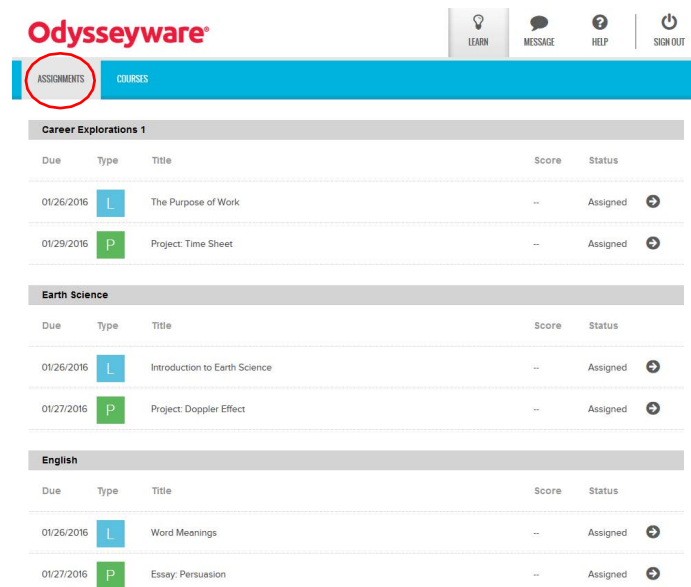 Odysseyware®
LEARN
MESSAGE
HELP
SIGN OUT
ASSIGNMENTS COURSES
Career Explorations 1
Due Type Title Score Status
01/26/2016 L The Purpose of Work -- Assigned
01/29/2016 P Project: Time Sheet -- Assigned
Earth Science
Due Type Title Score Status
01/26/2016 L Introduction to Earth Science -- Assigned
01/27/2016 P Project: Doppler Effect -- Assigned
English
Due Type Title Score Status
01/26/2016 L Word Meanings -- Assigned
01/27/2016 P Essay: Persuasion -- Assigned